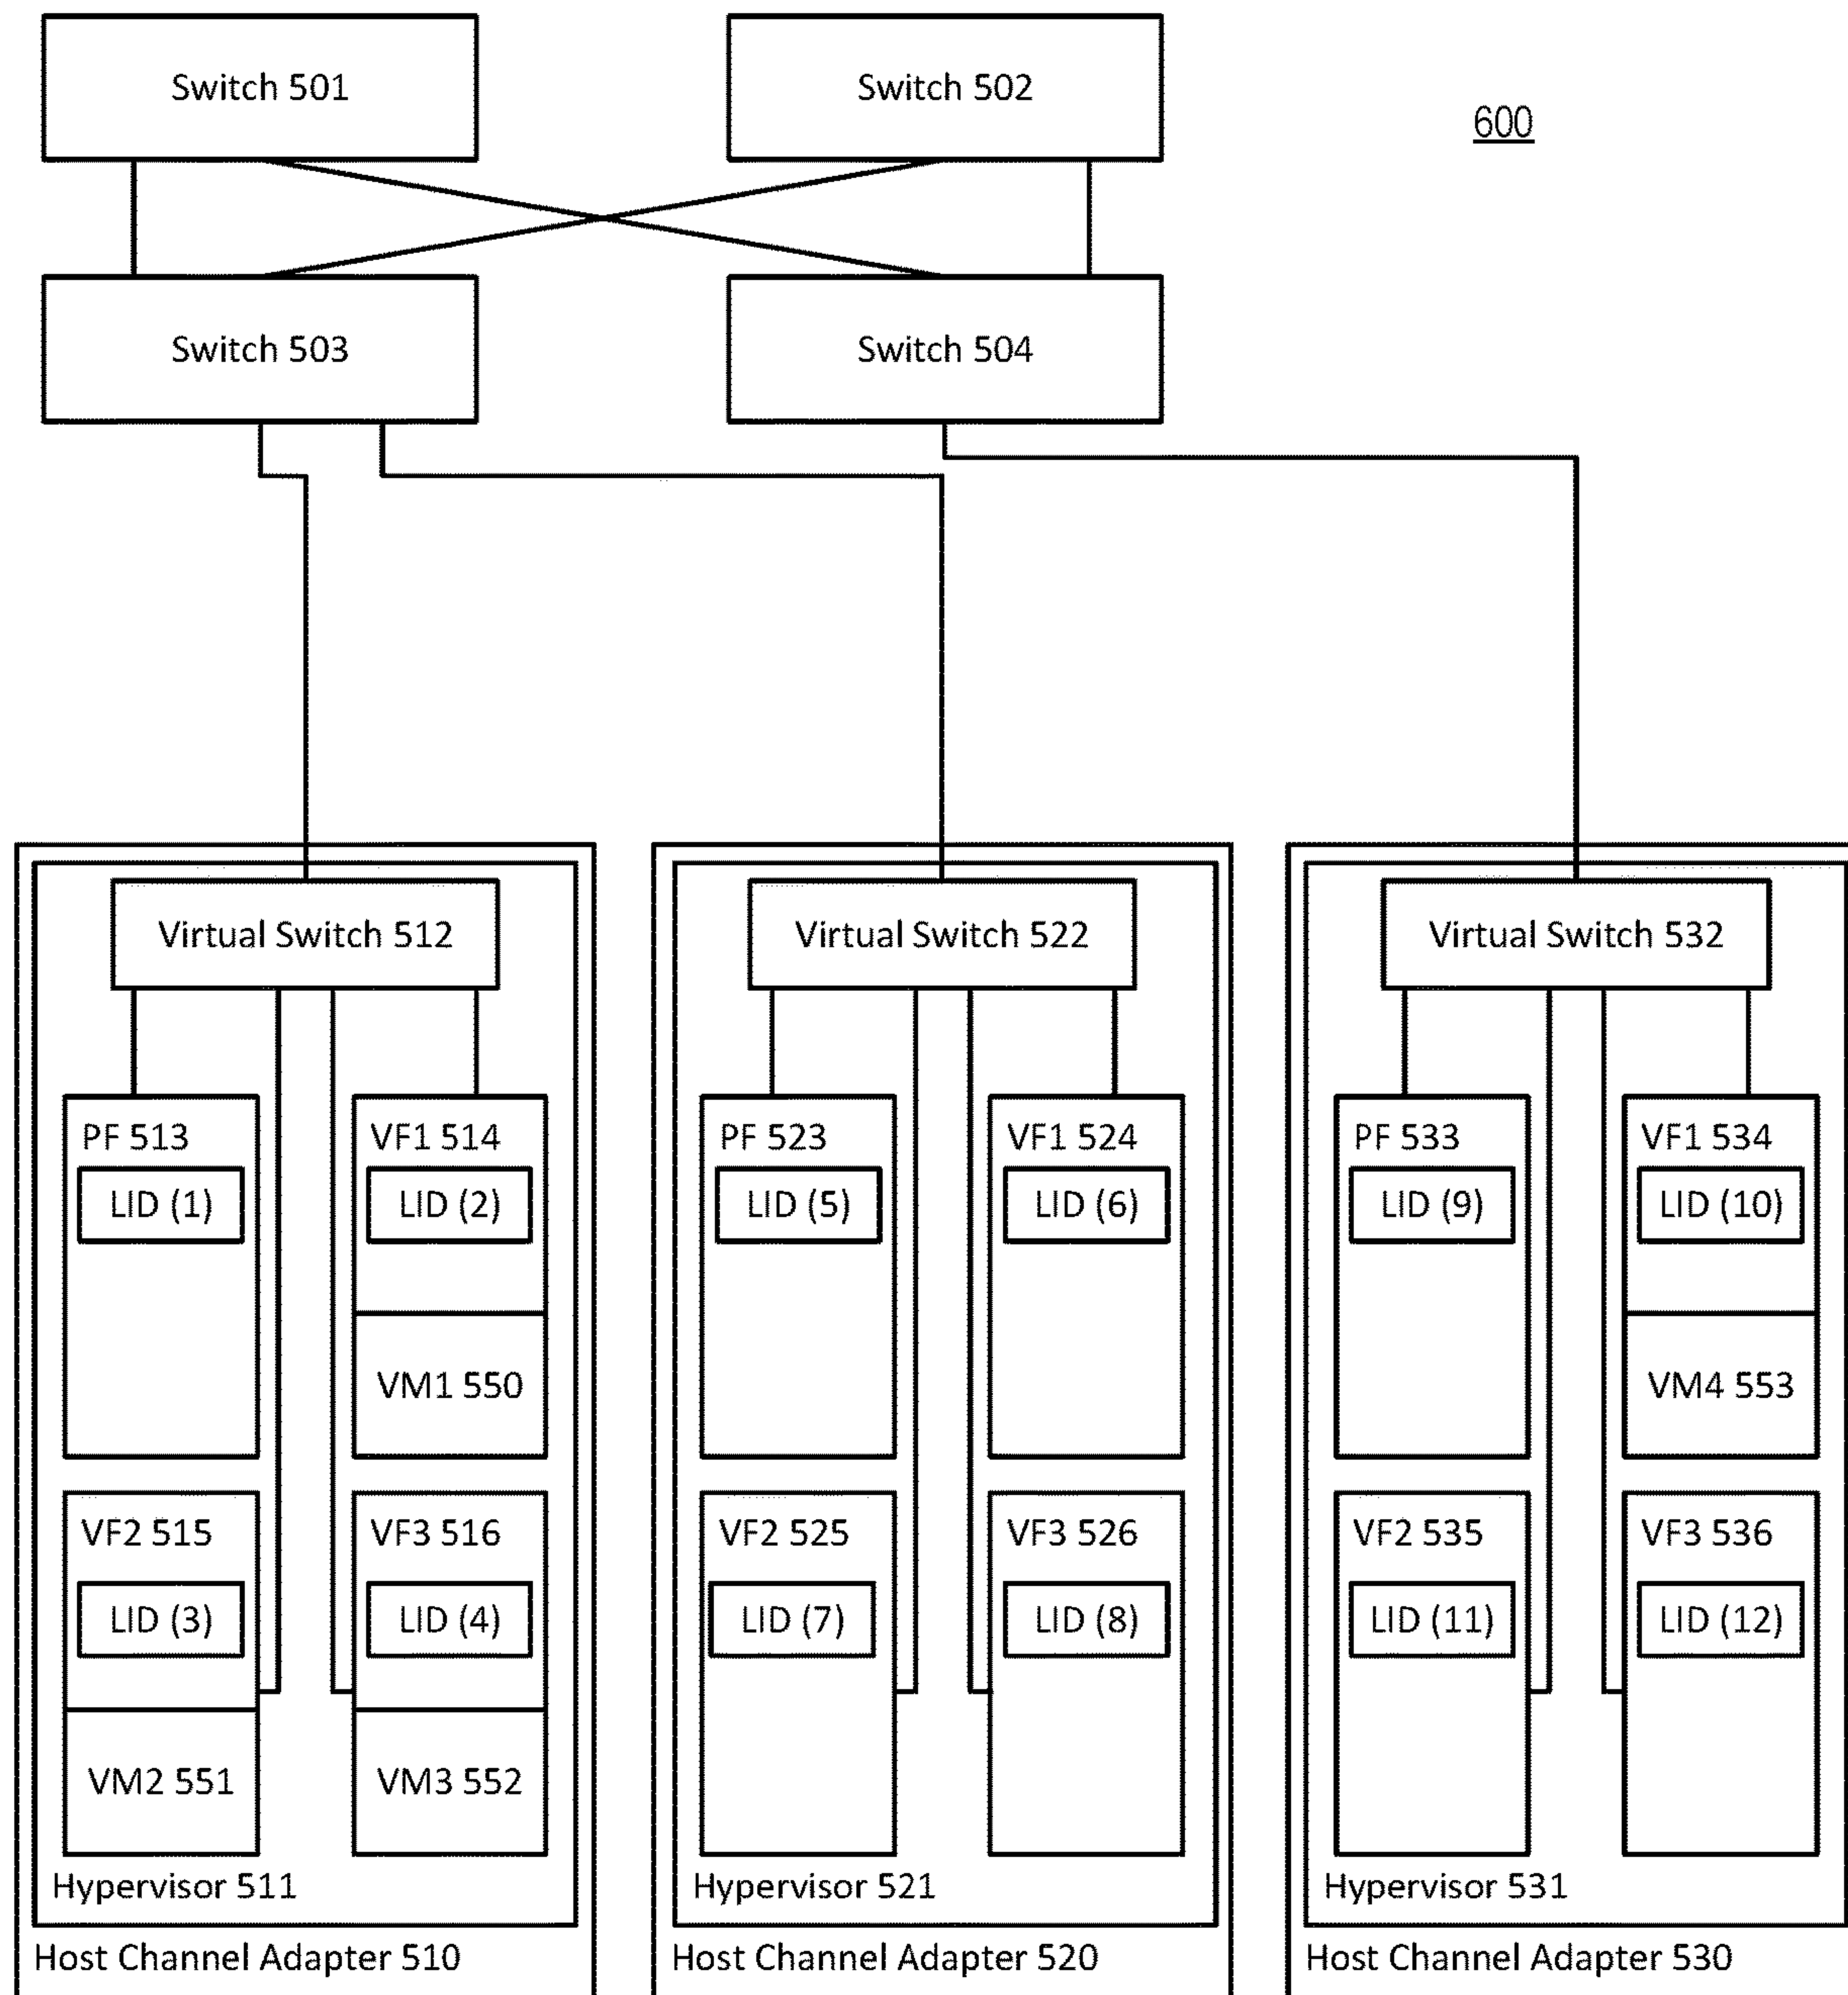 Switch 501
Switch 502
600
Switch 503
Switch 504
Virtual Switch 512
Virtual Switch 522
Virtual Switch 532
PF 513
LID (1)
VF1 514
LID (2)
VM1 550
VF2 515
LID (3)
VM2 551
VF3 516
LID (4)
VM3 552
Hypervisor 511
Host Channel Adapter 510
PF 523
LID (5)
VF1 524
LID (6)
VF2 525
LID (7)
VF3 526
LID (8)
Hypervisor 521
Host Channel Adapter 520
PF 533
LID (9)
VF1 534
LID (10)
VM4 553
VF2 535
LID (11)
VF3 536
LID (12)
Hypervisor 531
Host Channel Adapter 530